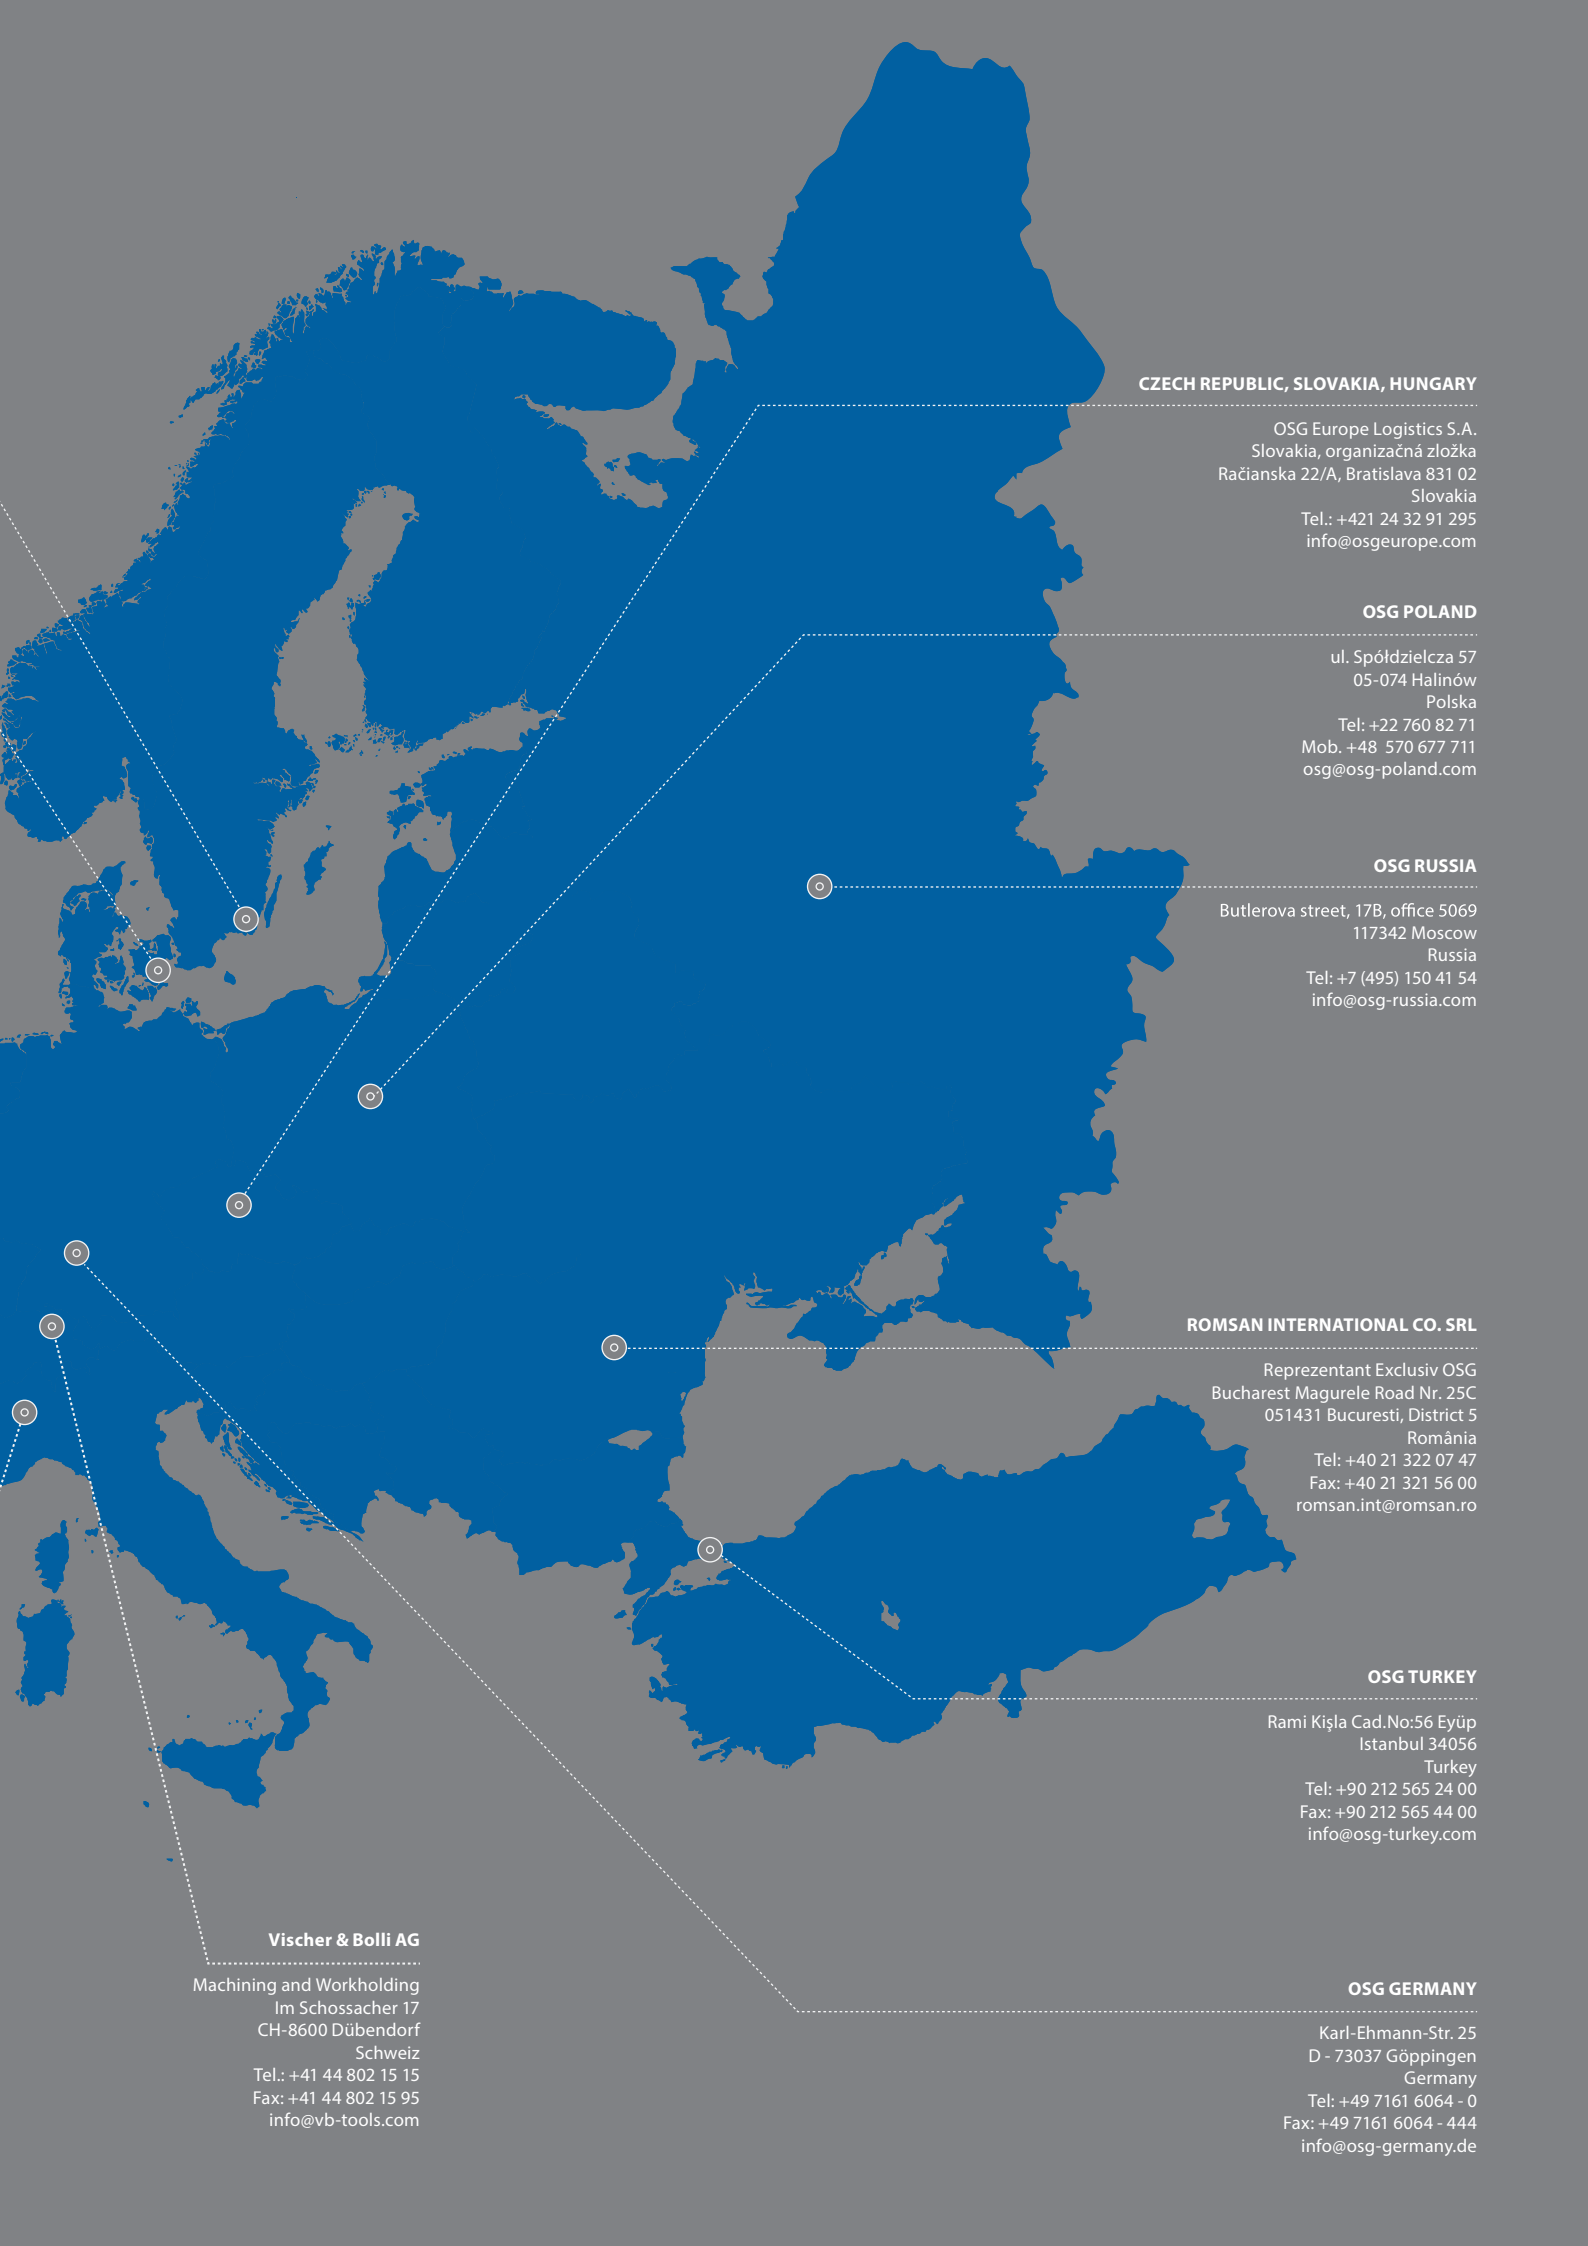 CZECH REPUBLIC, SLOVAKIA, HUNGARY
OSG Europe Logistics S.A.
Slovakia, organizačná zložka
Račianska 22/A, Bratislava 831 02
Slovakia
Tel.: +421 24 32 91 295
info@osgeurope.com
OSG POLAND
ul. Spółdzielcza 57
05-074 Halinów
Polska
Tel: +22 760 82 71
Mob. +48 570 677 711
osg@osg-poland.com
OSG RUSSIA
Butlerova street, 17B, office 5069
117342 Moscow
Russia
Tel: +7 (495) 150 41 54
info@osg-russia.com
ROMSAN INTERNATIONAL CO. SRL
Reprezentant Exclusiv OSG
Bucharest Magurele Road Nr. 25C
051431 Bucuresti, District 5
România
Tel: +40 21 322 07 47
Fax: +40 21 321 56 00
romsan.int@romsan.ro
OSG TURKEY
Rami Kişla Cad.No:56 Eyüp
Istanbul 34056
Turkey
Tel: +90 212 565 24 00
Fax: +90 212 565 44 00
info@osg-turkey.com
Vischer & Bolli AG
Machining and Workholding
Im Schossacher 17
CH-8600 Dübendorf
Schweiz
Tel.: +41 44 802 15 15
Fax: +41 44 802 15 95
info@vb-tools.com
OSG GERMANY
Karl-Ehmann-Str. 25
D - 73037 Göppingen
Germany
Tel: +49 7161 6064 - 0
Fax: +49 7161 6064 - 444
info@osg-germany.de